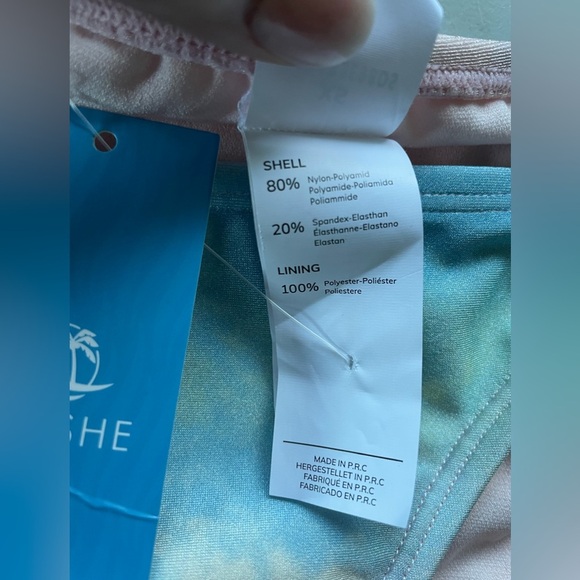 SHELL
80% Nylon-Polyamid
Polyamide-Poliamida
Poliammide
20% Spandex-Elasthan
Élasthanne-Elastano
Elastan
LINING
100% Polyester-Poliéster
Poliestere
SHE
MADE IN P.R.C
HERGESTELLET IN P.R.C
FABRIQUÉ EN P.R.C
FABRICADO EN P.R.C